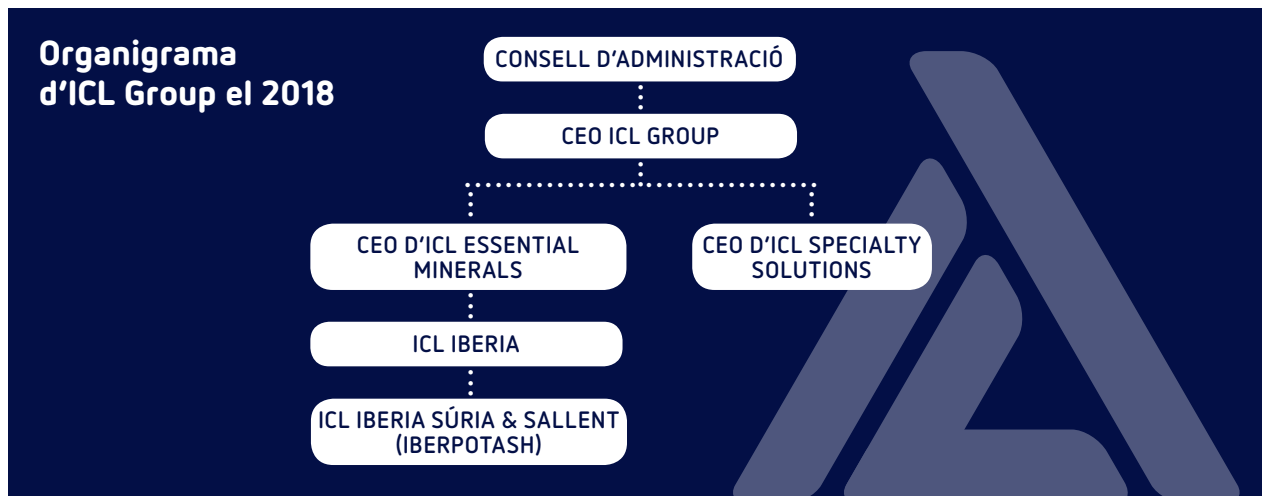 Organigrama
d'ICL Group el 2018
CONSELL D'ADMINISTRACIÓ
CEO ICL GROUP
CEO D'ICL ESSENTIAL
MINERALS
CEO D'ICL SPECIALTY
SOLUTIONS
ICL IBERIA
ICL IBERIA SÚRIA & SALLENT
(IBERPOTASH)